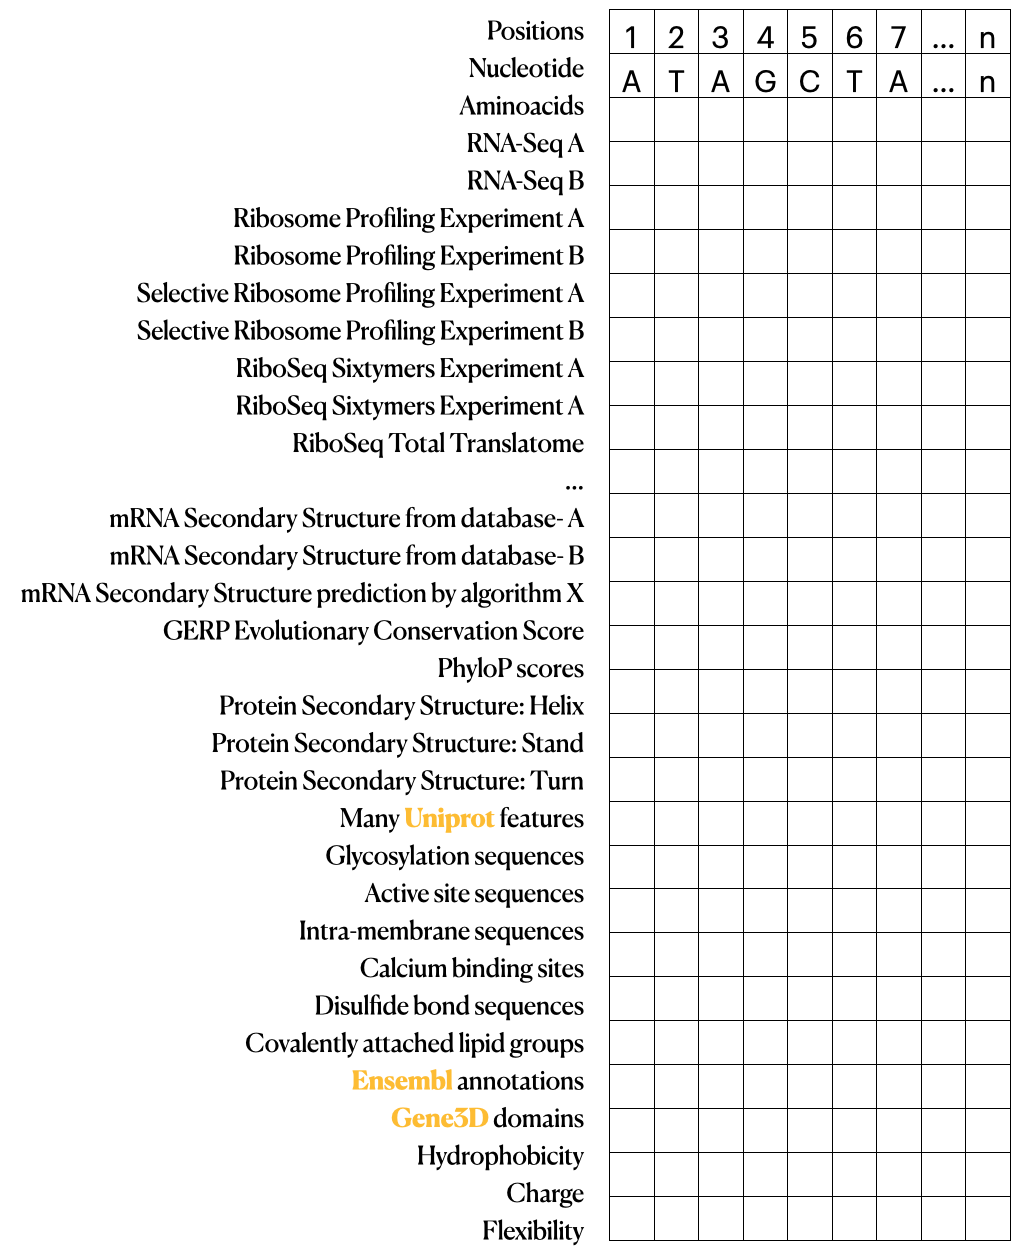 Positions 1 2 3 4 5 6 7 ... n
Nucleotide A T A G C T A ... n
Aminoacids
RNA-Seq A
RNA-Seq B
Ribosome Profiling Experiment A
Ribosome Profiling Experiment B
Selective Ribosome Profiling Experiment A
Selective Ribosome Profiling Experiment B
RiboSeq Sixtymers Experiment A
RiboSeq Sixtymers Experiment A
RiboSeq Total Translatome
...
mRNA Secondary Structure from database- A
mRNA Secondary Structure from database- B
mRNA Secondary Structure prediction by algorithm X
GERP Evolutionary Conservation Score
PhyloP scores
Protein Secondary Structure: Helix
Protein Secondary Structure: Stand
Protein Secondary Structure: Turn
Many Uniprot features
Glycosylation sequences
Active site sequences
Intra-membrane sequences
Calcium binding sites
Disulfide bond sequences
Covalently attached lipid groups
Ensembl annotations
Gene3D domains
Hydrophobicity
Charge
Flexibility